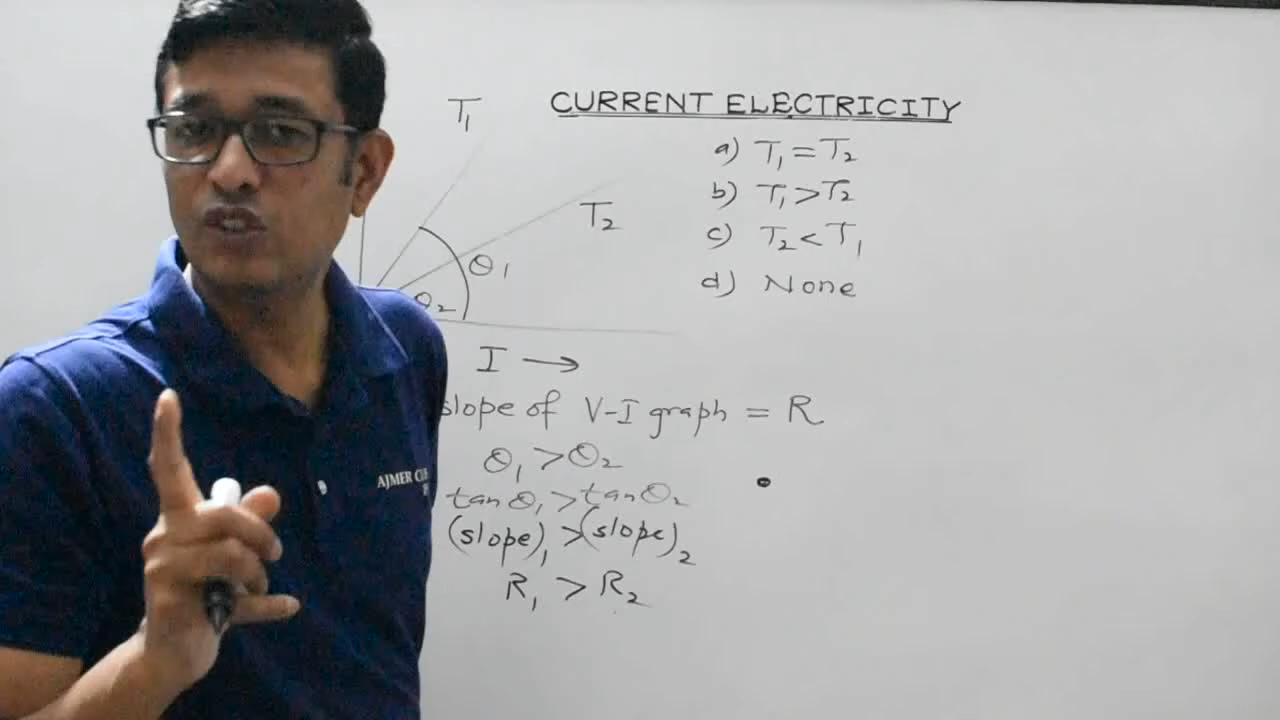 CURRENT ELECTRICITY
T₁
a) T₁ = T₂
b) T₁ > T₂
T₂
c) T₂ < T₁
θ₁
d) None
θ₂
I →
slope of V-I graph = R
θ₁ > θ₂
tan θ₁ > tan θ₂
(slope)₁ > (slope)₂
R₁ > R₂
AJMER